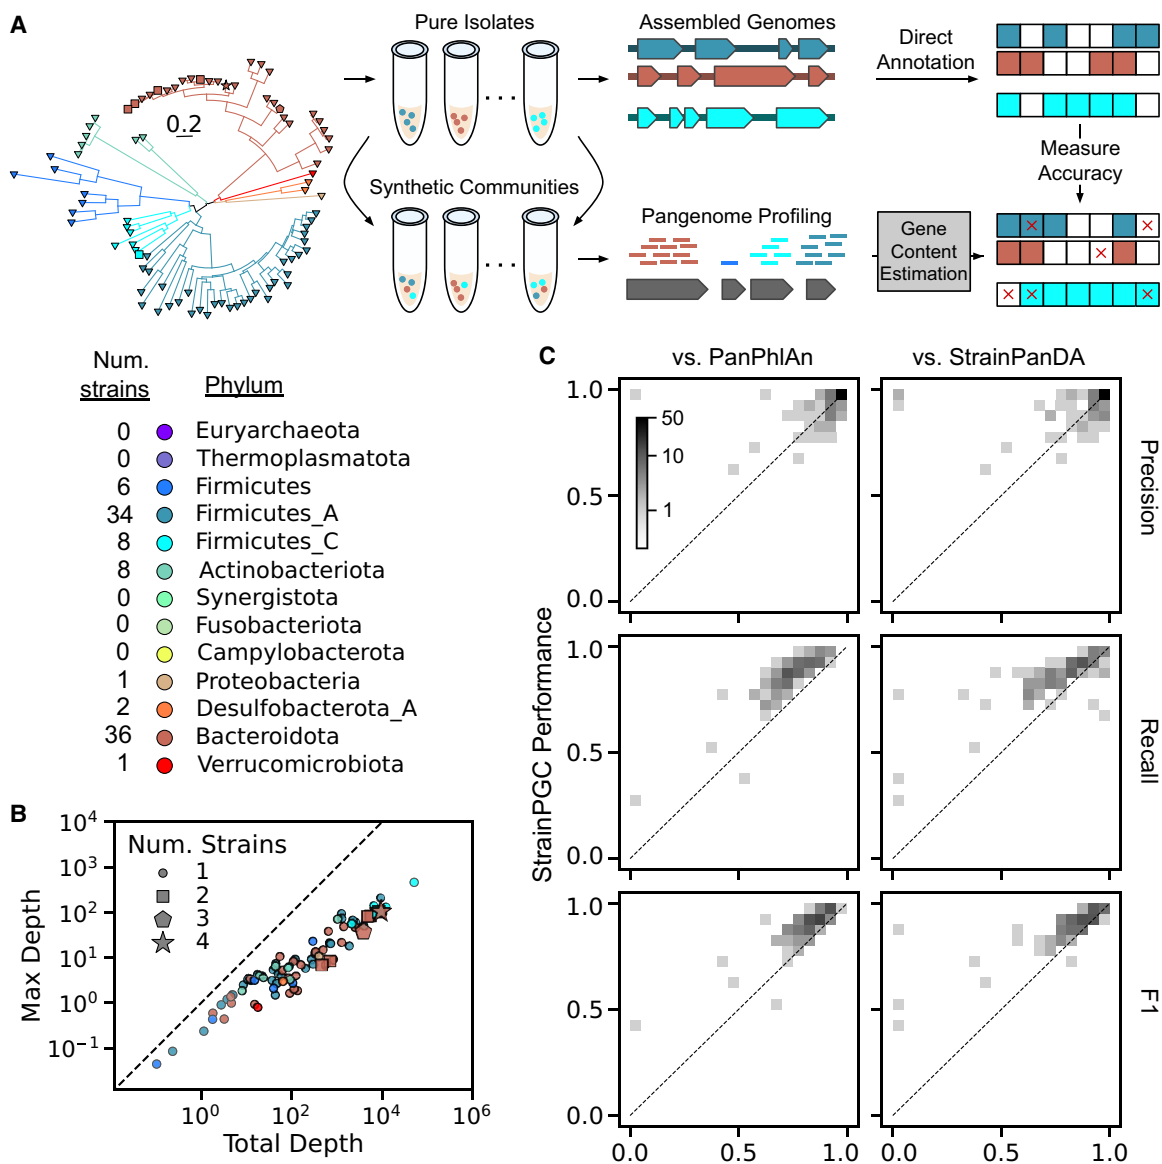 A
Pure Isolates
Assembled Genomes
Direct
Annotation
0.2
...
Measure
Accuracy
Synthetic Communities
Pangenome Profiling
...
Gene
Content
Estimation
Num.
strains
Phylum
0 Euryarchaeota
0 Thermoplasmatota
6 Firmicutes
34 Firmicutes_A
8 Firmicutes_C
8 Actinobacteriota
0 Synergistota
0 Fusobacteriota
0 Campylobacterota
1 Proteobacteria
2 Desulfobacterota_A
36 Bacteroidota
1 Verrucomicrobiota
B
Num. Strains
1
2
3
4
10^4
10^3
10^2
10^1
10^0
10^−1
Max Depth
10^0 10^2 10^4 10^6
Total Depth
C
vs. PanPhlAn
vs. StrainPanDA
1.0
0.5
0.0
50
10
1
Precision
1.0
0.5
0.0
Recall
StrainPGC Performance
1.0
0.5
0.0
F1
0.0 0.5 1.0
0.0 0.5 1.0